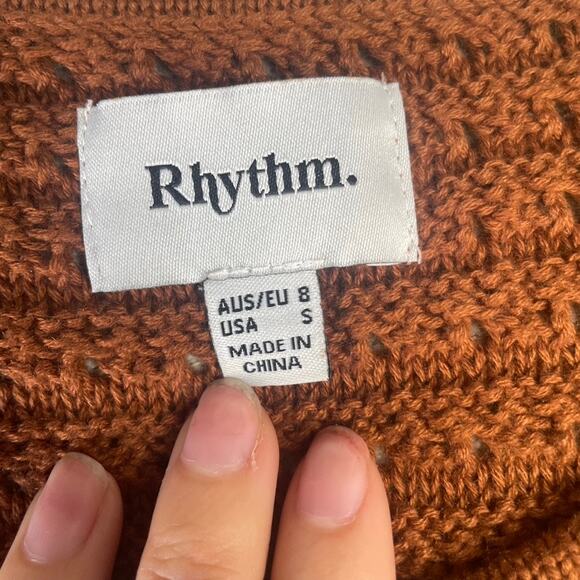 Rhythm.
AUS/EU 8
USA S
MADE IN
CHINA